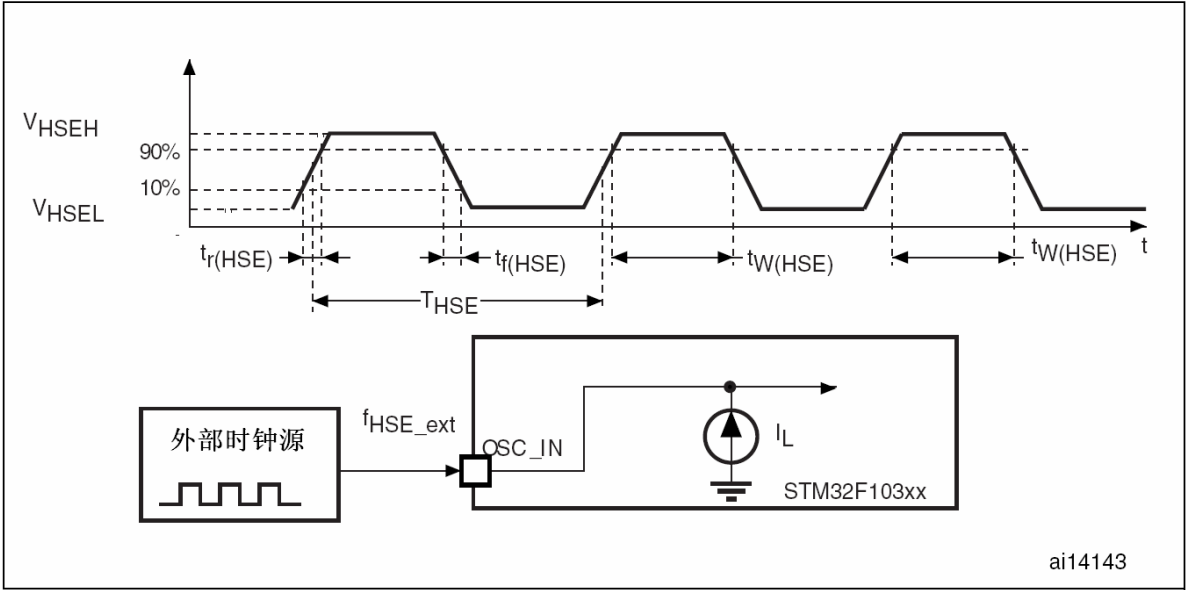 VHSEH
90%
10%
VHSEL
tr(HSE)
tf(HSE)
tW(HSE)
tW(HSE)
t
THSE
外部时钟源
fHSE_ext
OSC_IN
IL
STM32F103xx
ai14143